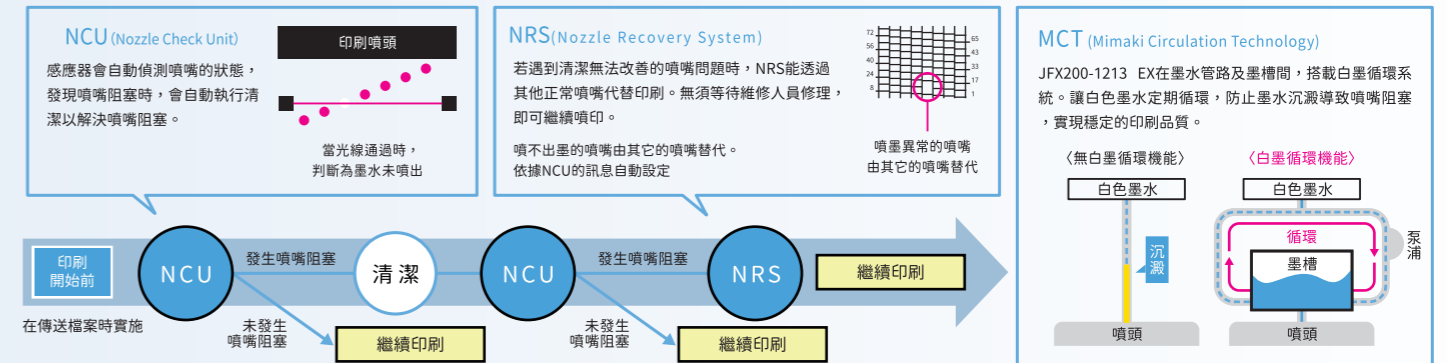 NCU (Nozzle Check Unit)
感應器會自動偵測噴嘴的狀態，
發現噴嘴阻塞時，會自動執行清
潔以解決噴嘴阻塞。
印刷噴頭
當光線通過時，
判斷為墨水未噴出
NRS(Nozzle Recovery System)
若遇到清潔無法改善的噴嘴問題時，NRS能透過
其他正常噴嘴代替印刷。無須等待維修人員修理，
即可繼續噴印。
噴不出墨的噴嘴由其它的噴嘴替代。
依據NCU的訊息自動設定
72
56
40
24
8
65
43
33
17
1
噴墨異常的噴嘴
由其它的噴嘴替代
MCT (Mimaki Circulation Technology)
JFX200-1213 EX在墨水管路及墨槽間，搭載白墨循環系
統。讓白色墨水定期循環，防止墨水沉澱導致噴嘴阻塞
，實現穩定的印刷品質。
〈無白墨循環機能〉
白色墨水
沉澱
噴頭
〈白墨循環機能〉
白色墨水
循環
墨槽
泵浦
噴頭
印刷
開始前
在傳送檔案時實施
NCU
發生噴嘴阻塞
清潔
NCU
發生噴嘴阻塞
NRS
繼續印刷
未發生
噴嘴阻塞
繼續印刷
未發生
噴嘴阻塞
繼續印刷